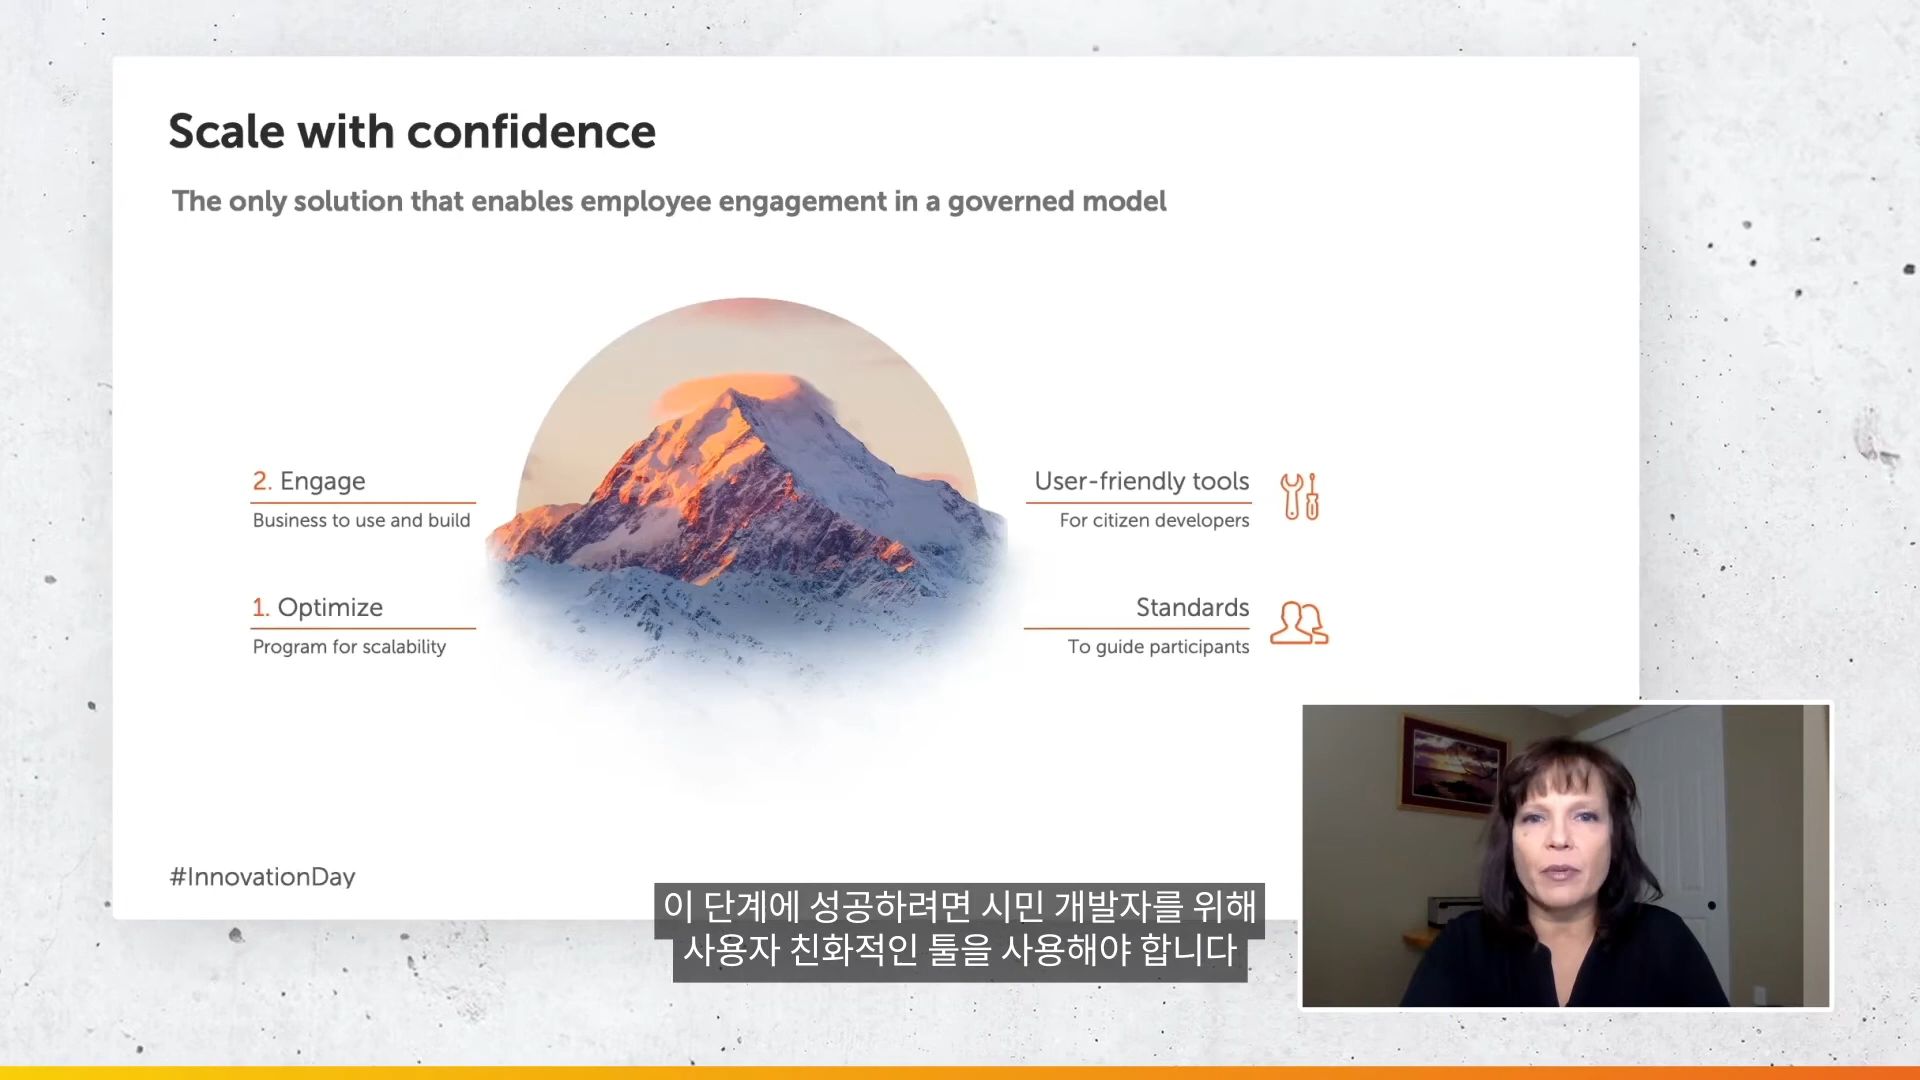 Scale with confidence
The only solution that enables employee engagement in a governed model
2. Engage
Business to use and build
User-friendly tools
For citizen developers
1. Optimize
Program for scalability
Standards
To guide participants
#InnovationDay
이 단계에 성공하려면 시민 개발자를 위해
사용자 친화적인 툴을 사용해야 합니다